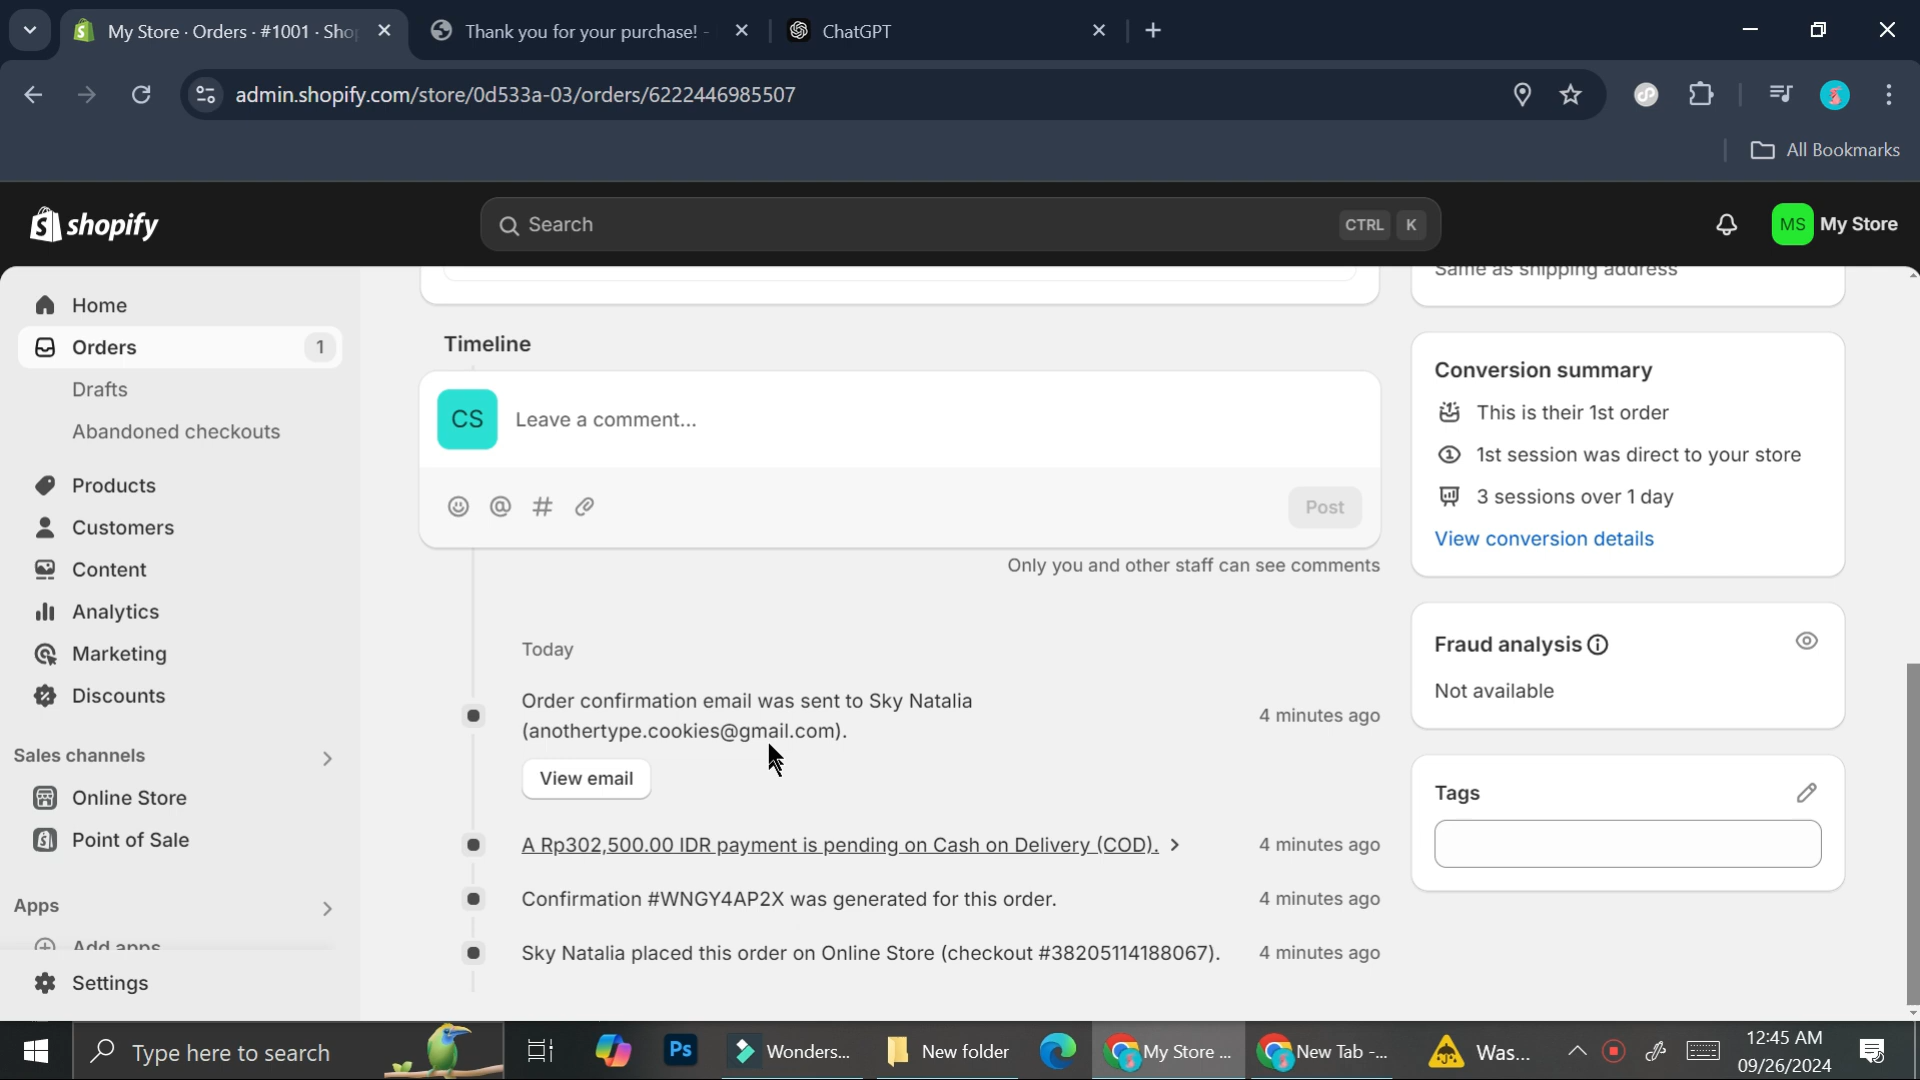 My Store · Orders · #1001 · Sho
Thank you for your purchase! -
ChatGPT
admin.shopify.com/store/0d533a-03/orders/6222446985507
All Bookmarks
shopify
Search
CTRL K
MS My Store
Home
Orders 1
Drafts
Abandoned checkouts
Products
Customers
Content
Analytics
Marketing
Discounts
Sales channels
Online Store
Point of Sale
Apps
Add apps
Settings
Timeline
CS Leave a comment...
Post
Only you and other staff can see comments
Today
Order confirmation email was sent to Sky Natalia
(anothertype.cookies@gmail.com).
4 minutes ago
View email
A Rp302,500.00 IDR payment is pending on Cash on Delivery (COD). 4 minutes ago
Confirmation #WNGY4AP2X was generated for this order. 4 minutes ago
Sky Natalia placed this order on Online Store (checkout #38205114188067). 4 minutes ago
Same as shipping address
Conversion summary
This is their 1st order
1st session was direct to your store
3 sessions over 1 day
View conversion details
Fraud analysis
Not available
Tags
Type here to search
Ps
Wonders...
New folder
My Store ...
New Tab -...
Was...
12:45 AM
09/26/2024